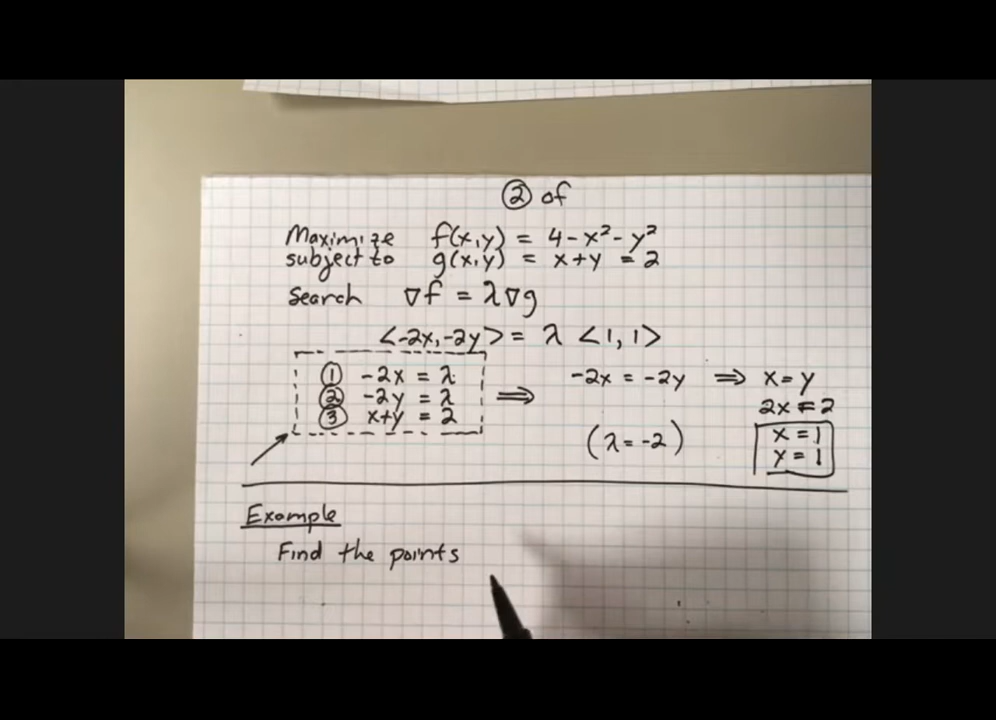 ② of
Maximize f(x,y) = 4-x²-y²
subject to g(x,y) = x+y = 2
Search ∇f = λ∇g
<-2x,-2y> = λ <1,1>
① -2x = λ
② -2y = λ
③ x+y = 2
⟹ -2x = -2y ⟹ x=y
2x = 2
(λ = -2)
x = 1
y = 1
Example
Find the points